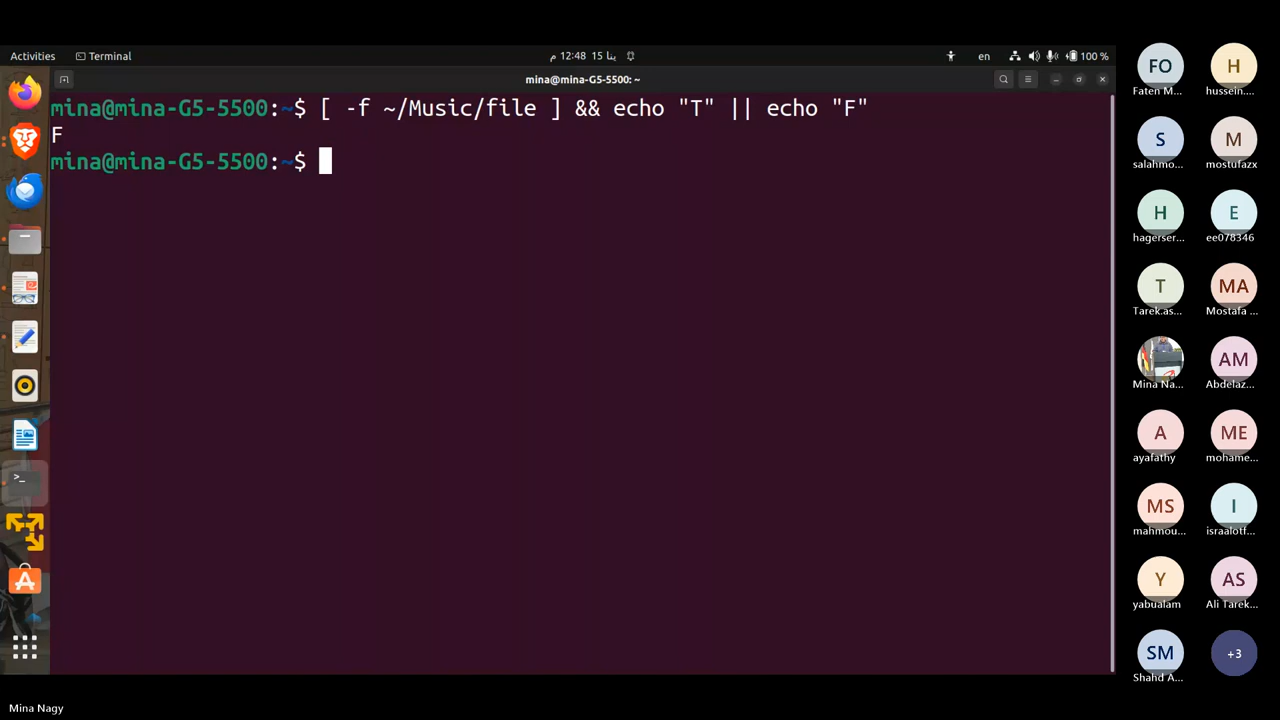 Activities
Terminal
ينا 15 12:48 م
en
100 %
mina@mina-G5-5500: ~
mina@mina-G5-5500:~$ [ -f ~/Music/file ] && echo "T" || echo "F"
F
mina@mina-G5-5500:~$
>_
FO
Faten M...
H
hussein....
S
salahmo...
M
mostufazx
H
hagerser...
E
ee078346
T
Tarek.as...
MA
Mostafa ...
Mina Na...
AM
Abdelaz...
A
ayafathy
ME
mohame...
MS
mahmou...
I
israalotf...
Y
yabualam
AS
Ali Tarek...
SM
Shahd A...
+3
Mina Nagy